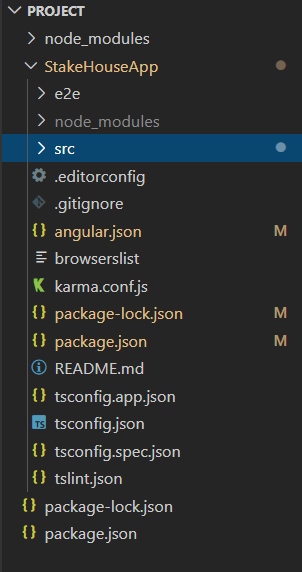 PROJECT
node_modules
StakeHouseApp
e2e
node_modules
src
.editorconfig
.gitignore
angular.json M
browserslist
karma.conf.js
package-lock.json M
package.json M
README.md
tsconfig.app.json
TS tsconfig.json
tsconfig.spec.json
tslint.json
package-lock.json
package.json